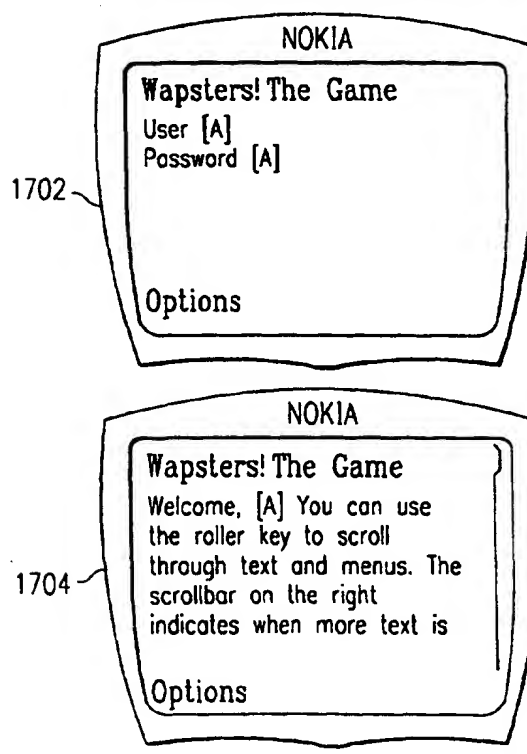 NOKIA
Wapsters! The Game
User [A]
Password [A]
1702
Options
NOKIA
Wapsters! The Game
Welcome, [A] You can use
the roller key to scroll
through text and menus. The
scrollbar on the right
indicates when more text is
1704
Options